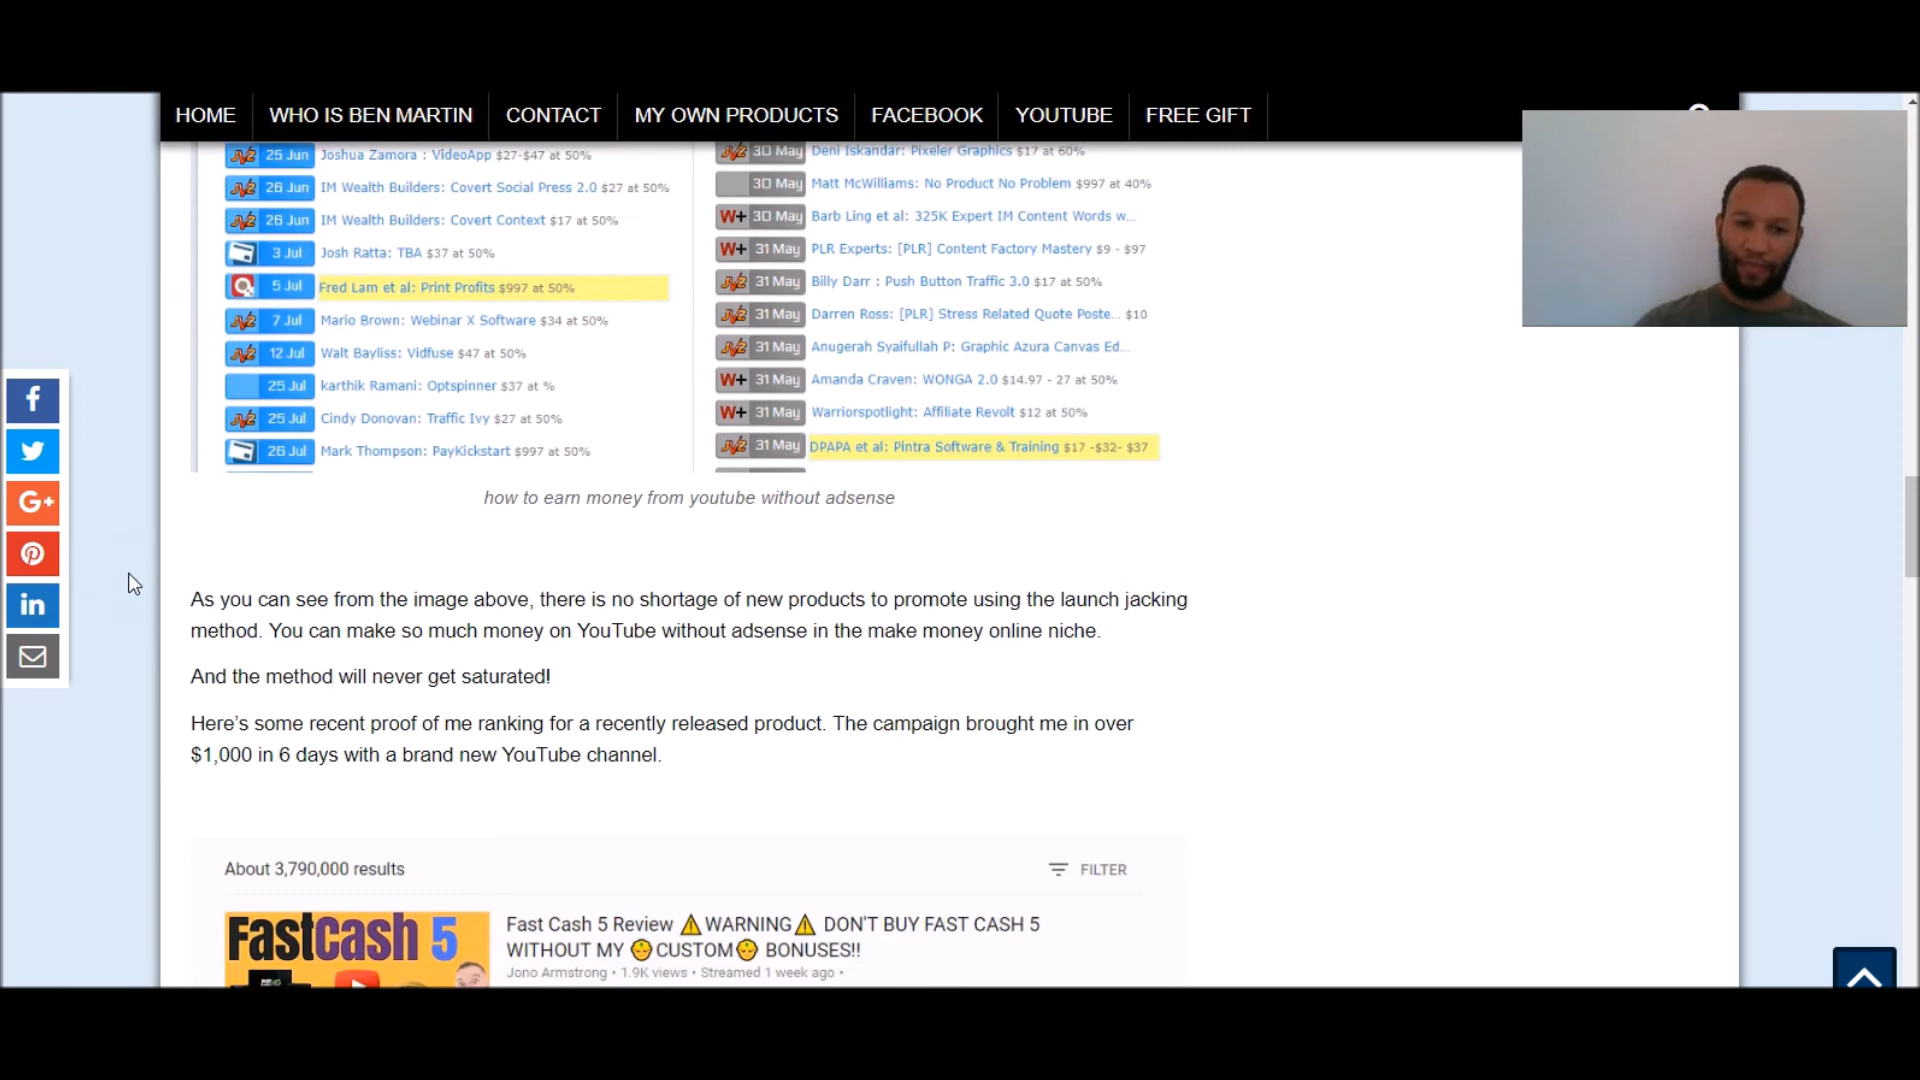 HOME WHO IS BEN MARTIN CONTACT MY OWN PRODUCTS FACEBOOK YOUTUBE FREE GIFT
25 Jun Joshua Zamora : VideoApp $27-$47 at 50%
26 Jun IM Wealth Builders: Covert Social Press 2.0 $27 at 50%
26 Jun IM Wealth Builders: Covert Context $17 at 50%
3 Jul Josh Ratta: TBA $37 at 50%
5 Jul Fred Lam et al: Print Profits $997 at 50%
7 Jul Mario Brown: Webinar X Software $34 at 50%
12 Jul Walt Bayliss: Vidfuse $47 at 50%
25 Jul karthik Ramani: Optspinner $37 at %
25 Jul Cindy Donovan: Traffic Ivy $27 at 50%
26 Jul Mark Thompson: PayKickstart $997 at 50%
30 May Deni Iskandar: Pixeler Graphics $17 at 60%
30 May Matt McWilliams: No Product No Problem $997 at 40%
W+ 30 May Barb Ling et al: 325K Expert IM Content Words w...
W+ 31 May PLR Experts: [PLR] Content Factory Mastery $9 - $97
31 May Billy Darr : Push Button Traffic 3.0 $17 at 50%
31 May Darren Ross: [PLR] Stress Related Quote Poste... $10
31 May Anugerah Syaifullah P: Graphic Azura Canvas Ed...
W+ 31 May Amanda Craven: WONGA 2.0 $14.97 - 27 at 50%
W+ 31 May Warriorspotlight: Affiliate Revolt $12 at 50%
31 May DPAPA et al: Pintra Software & Training $17 -$32- $37
how to earn money from youtube without adsense
As you can see from the image above, there is no shortage of new products to promote using the launch jacking
method. You can make so much money on YouTube without adsense in the make money online niche.
And the method will never get saturated!
Here’s some recent proof of me ranking for a recently released product. The campaign brought me in over
$1,000 in 6 days with a brand new YouTube channel.
About 3,790,000 results FILTER
FastCash 5
Fast Cash 5 Review ⚠WARNING⚠ DON'T BUY FAST CASH 5
WITHOUT MY CUSTOM BONUSES!!
Jono Armstrong • 1.9K views • Streamed 1 week ago •